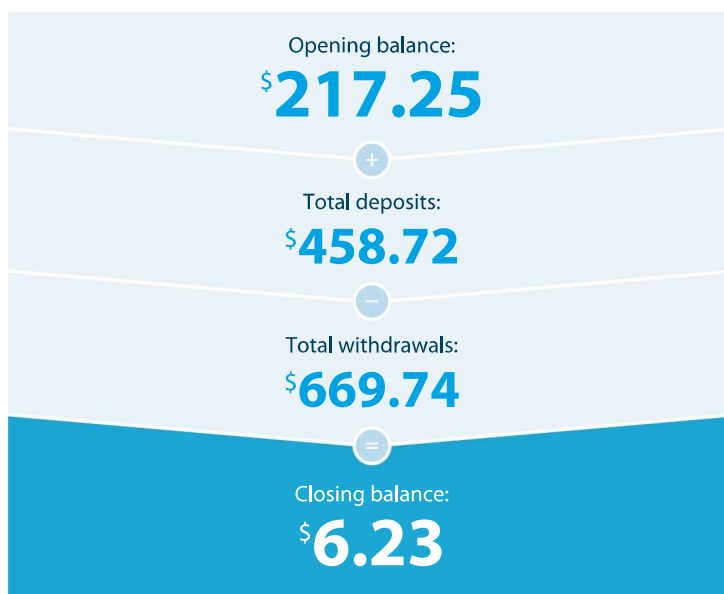 Opening balance:
$217.25
+
Total deposits:
$458.72
−
Total withdrawals:
$669.74
=
Closing balance:
$6.23